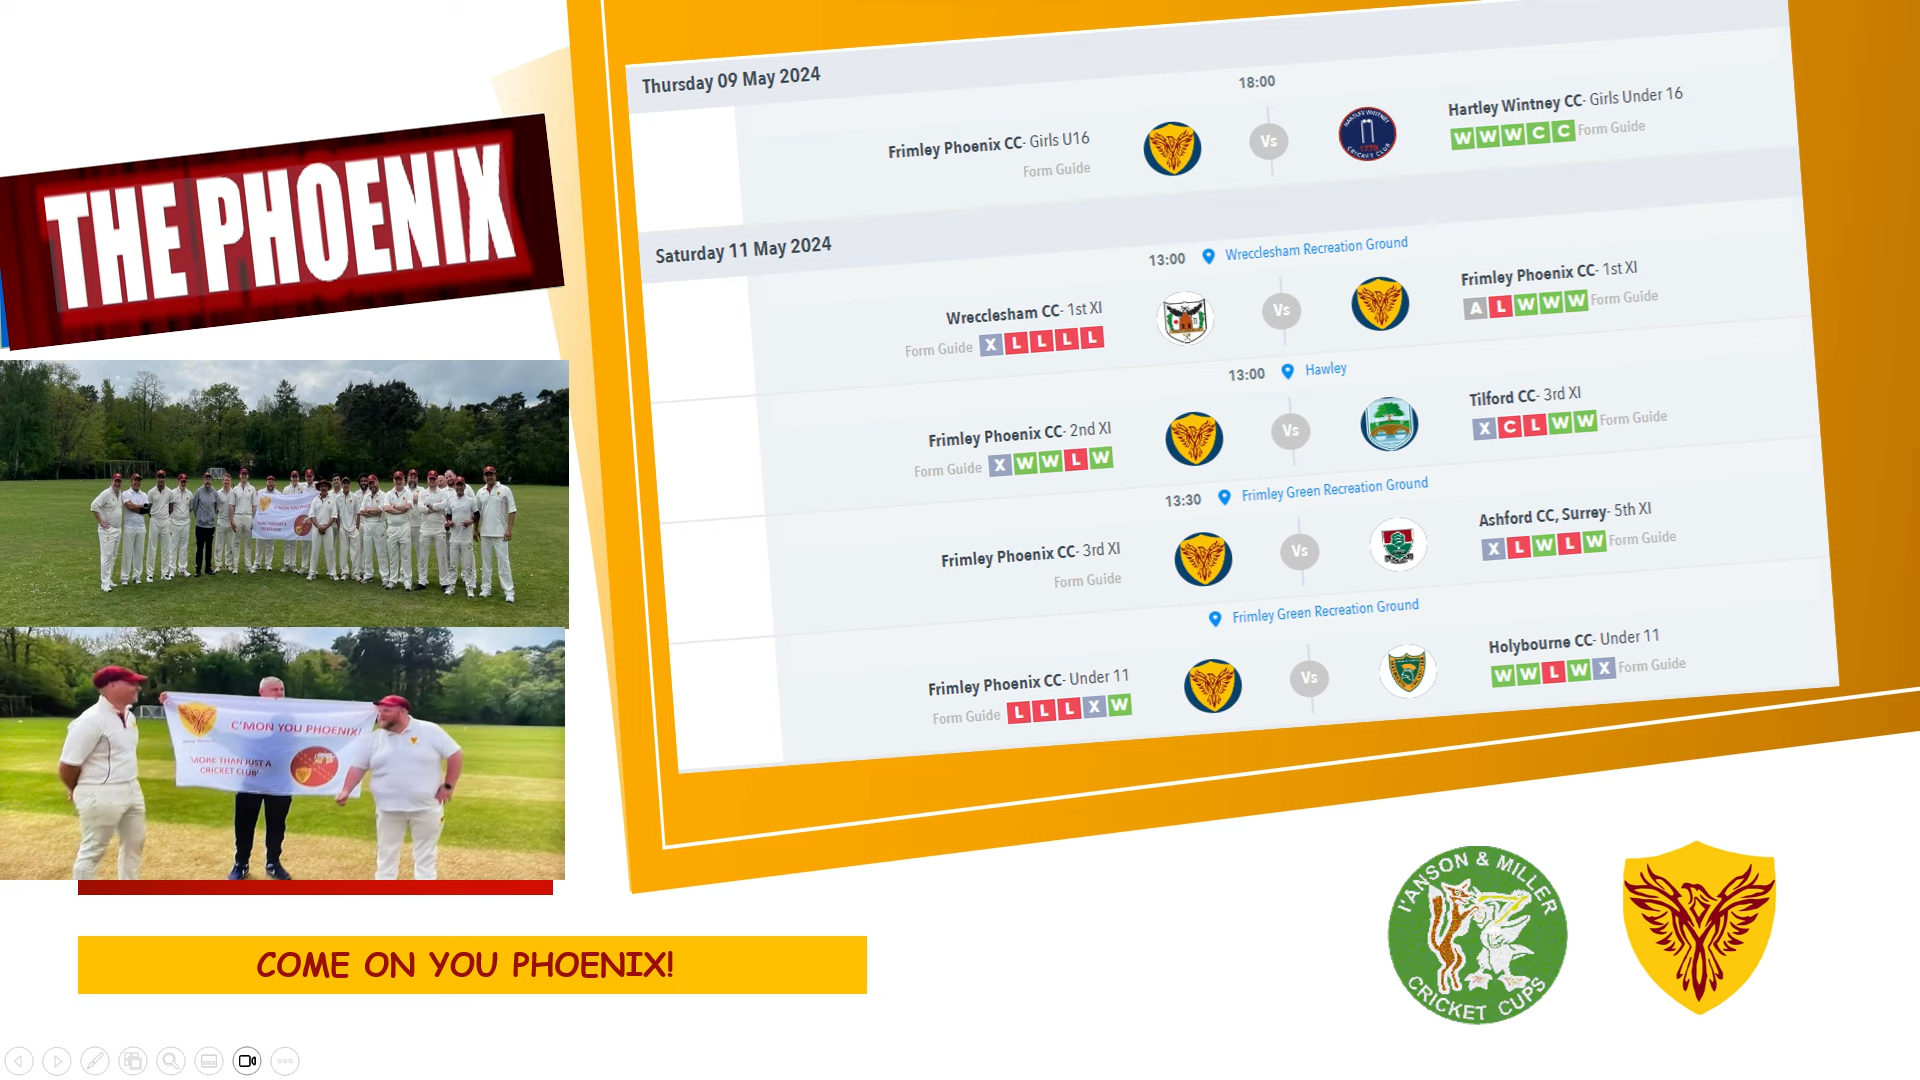 THE PHOENIX
C'MON YOU PHOENIX!
'MORE THAN JUST A
CRICKET CLUB'
COME ON YOU PHOENIX!
Thursday 09 May 2024
18:00
Frimley Phoenix CC- Girls U16
Form Guide
Vs
HARTLEY WINTNEY
1770
CRICKET CLUB
Hartley Wintney CC- Girls Under 16
W W W C C Form Guide
Saturday 11 May 2024
13:00 Wrecclesham Recreation Ground
Wrecclesham CC- 1st XI
Form Guide X L L L L
Vs
Frimley Phoenix CC- 1st XI
A L W W W Form Guide
13:00 Hawley
Frimley Phoenix CC- 2nd XI
Form Guide X W W L W
Vs
Tilford CC- 3rd XI
X C L W W Form Guide
13:30 Frimley Green Recreation Ground
Frimley Phoenix CC- 3rd XI
Form Guide
Vs
Ashford CC, Surrey- 5th XI
X L W L W Form Guide
Frimley Green Recreation Ground
Frimley Phoenix CC- Under 11
Form Guide L L L X W
Vs
Holybourne CC- Under 11
W W L W X Form Guide
I'ANSON & MILLER
CRICKET CUPS